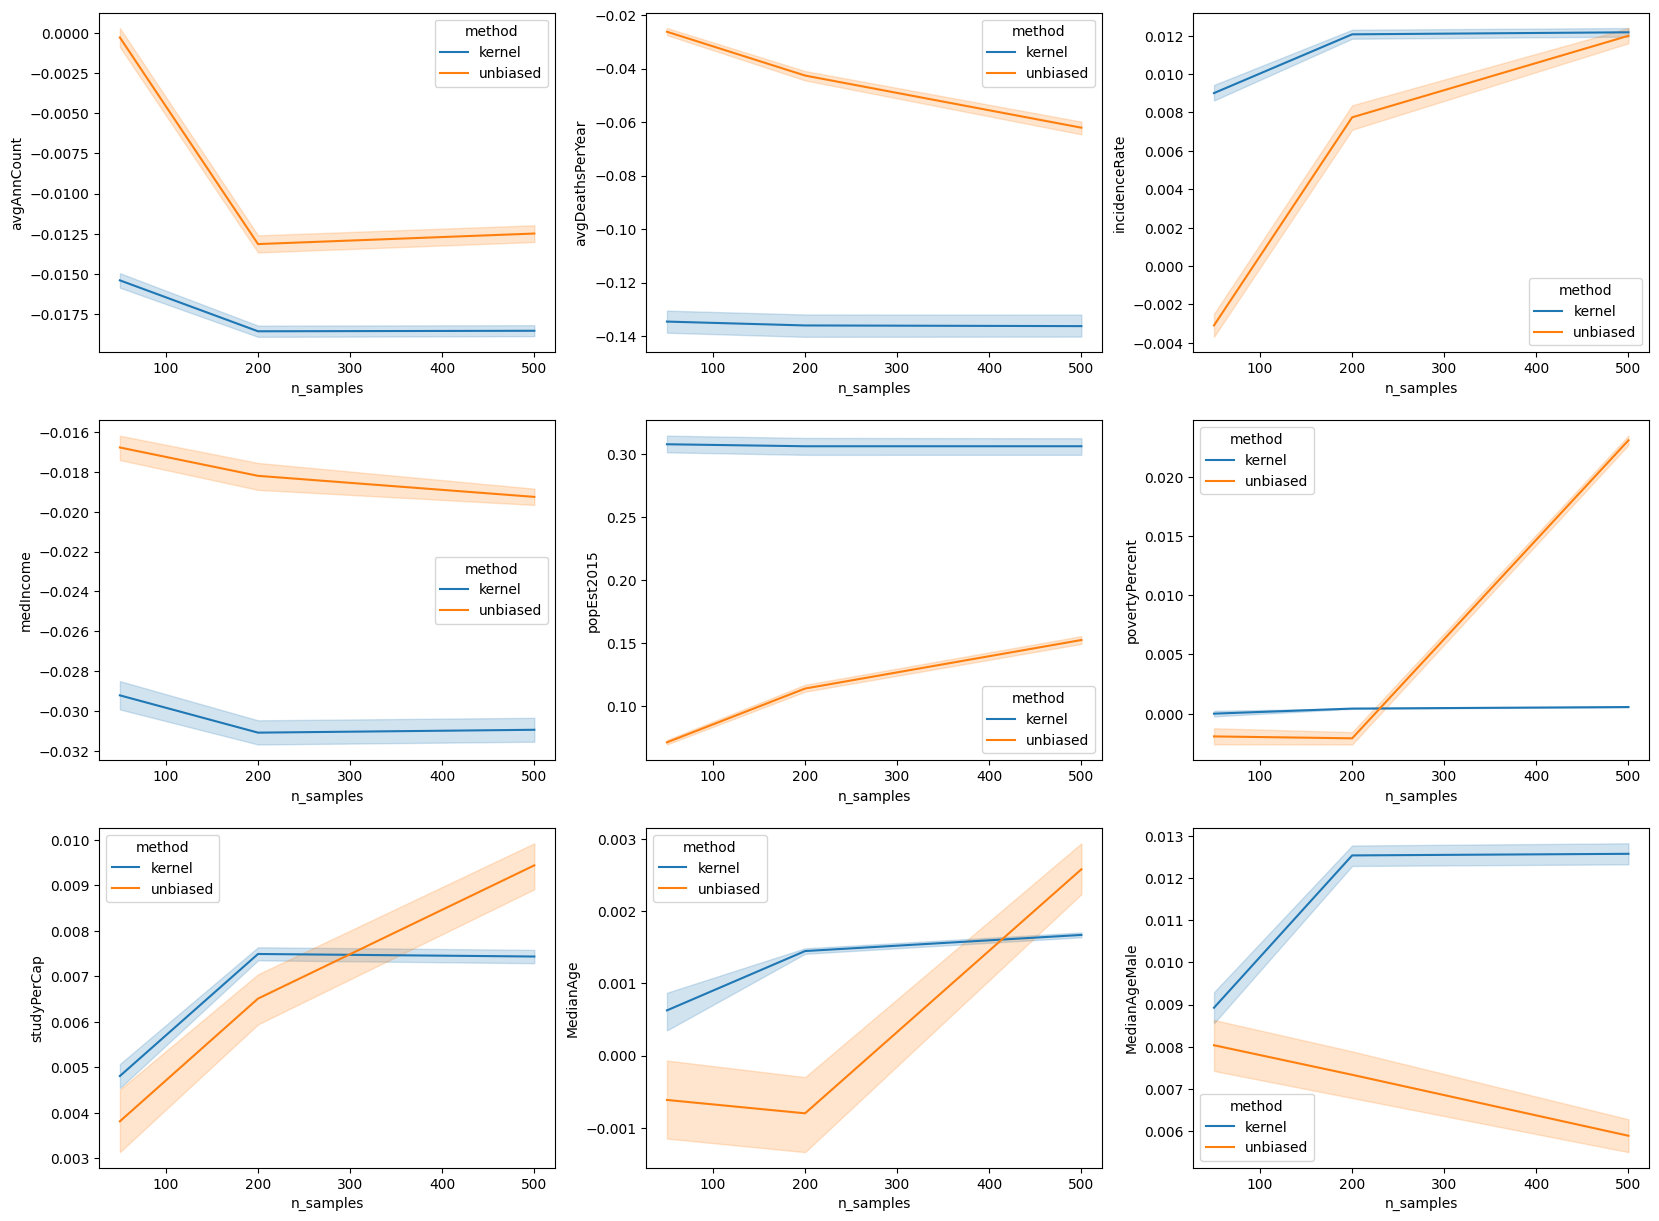 0.0000
−0.0025
−0.0050
−0.0075
−0.0100
−0.0125
−0.0150
−0.0175
avgAnnCount
method
kernel
unbiased
100 200 300 400 500
n_samples
−0.02
−0.04
−0.06
−0.08
−0.10
−0.12
−0.14
avgDeathsPerYear
method
kernel
unbiased
100 200 300 400 500
n_samples
0.012
0.010
0.008
0.006
0.004
0.002
0.000
−0.002
−0.004
incidenceRate
method
kernel
unbiased
100 200 300 400 500
n_samples
−0.016
−0.018
−0.020
−0.022
−0.024
−0.026
−0.028
−0.030
−0.032
medIncome
method
kernel
unbiased
100 200 300 400 500
n_samples
0.30
0.25
0.20
0.15
0.10
popEst2015
method
kernel
unbiased
100 200 300 400 500
n_samples
0.020
0.015
0.010
0.005
0.000
povertyPercent
method
kernel
unbiased
100 200 300 400 500
n_samples
0.010
0.009
0.008
0.007
0.006
0.005
0.004
0.003
studyPerCap
method
kernel
unbiased
100 200 300 400 500
n_samples
0.003
0.002
0.001
0.000
−0.001
MedianAge
method
kernel
unbiased
100 200 300 400 500
n_samples
0.013
0.012
0.011
0.010
0.009
0.008
0.007
0.006
MedianAgeMale
method
kernel
unbiased
100 200 300 400 500
n_samples